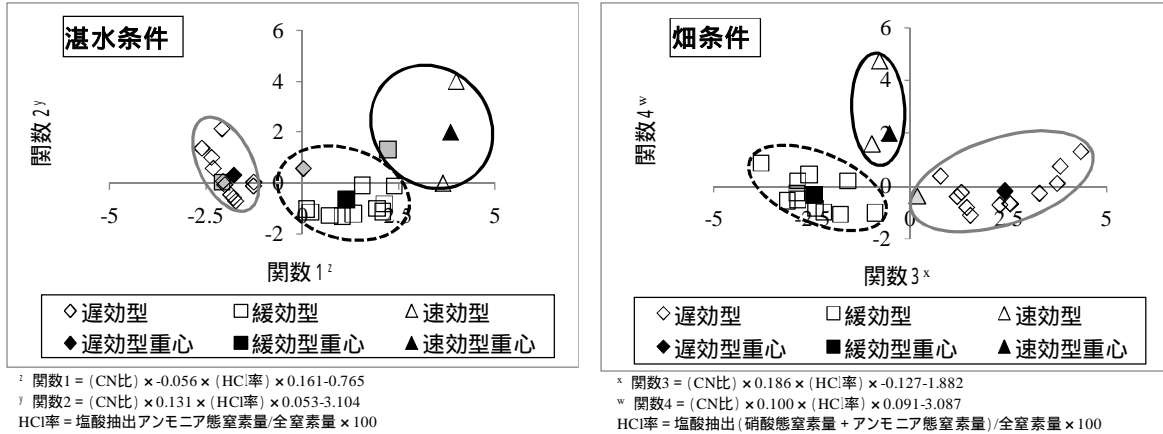 湛水条件
6
4
2
0
-2
-5
-2.5
0
2.5
5
関数2 y
関数1 z
◇遅効型 □緩効型 △速効型
◆遅効型重心 ■緩効型重心 ▲速効型重心
z 関数1 = (CN比) × -0.056 × (HCl率) × 0.161-0.765
y 関数2 = (CN比) × 0.131 × (HCl率) × 0.053-3.104
HCl率 = 塩酸抽出アンモニア態窒素量/全窒素量 × 100
畑条件
6
4
2
0
-2
-5
-2.5
0
2.5
5
関数4 w
関数3 x
◇遅効型 □緩効型 △速効型
◆遅効型重心 ■緩効型重心 ▲速効型重心
x 関数3 = (CN比) × 0.186 × (HCl率) × -0.127-1.882
w 関数4 = (CN比) × 0.100 × (HCl率) × 0.091-3.087
HCl率 = 塩酸抽出(硝酸態窒素量 + アンモニア態窒素量)/全窒素量 × 100